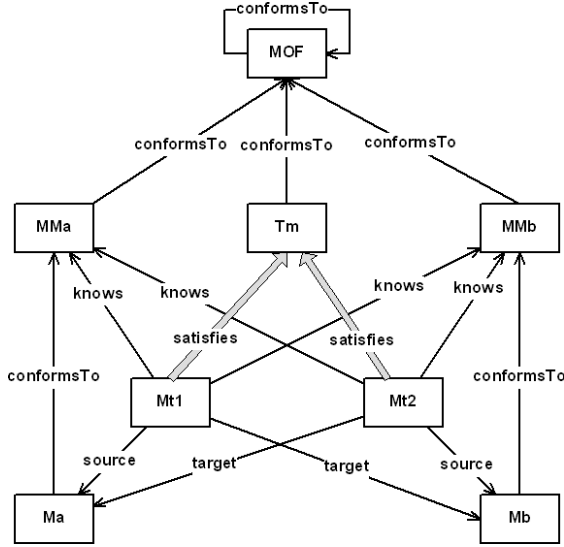 conformsTo
MOF
conformsTo
conformsTo
conformsTo
MMa
Tm
MMb
knows
knows
knows
knows
satisfies
satisfies
conformsTo
conformsTo
Mt1
Mt2
source
target
target
source
Ma
Mb